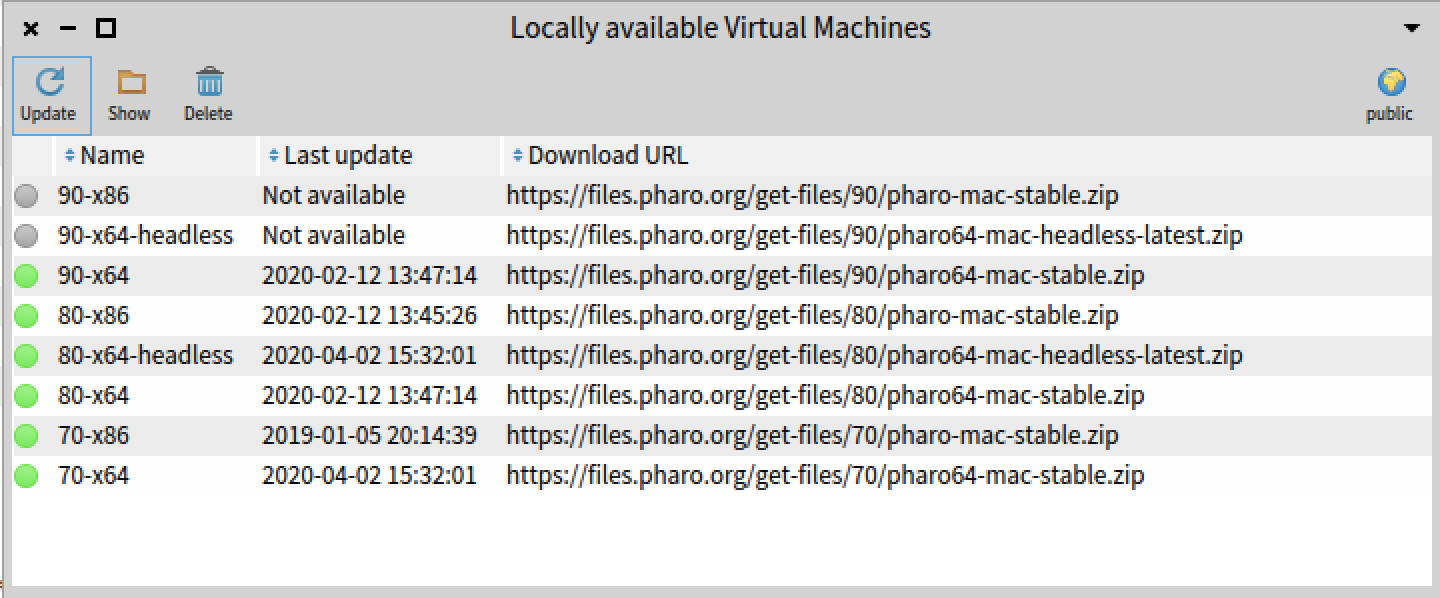 Locally available Virtual Machines
Update Show Delete public
Name Last update Download URL
90-x86 Not available https://files.pharo.org/get-files/90/pharo-mac-stable.zip
90-x64-headless Not available https://files.pharo.org/get-files/90/pharo64-mac-headless-latest.zip
90-x64 2020-02-12 13:47:14 https://files.pharo.org/get-files/90/pharo64-mac-stable.zip
80-x86 2020-02-12 13:45:26 https://files.pharo.org/get-files/80/pharo-mac-stable.zip
80-x64-headless 2020-04-02 15:32:01 https://files.pharo.org/get-files/80/pharo64-mac-headless-latest.zip
80-x64 2020-02-12 13:47:14 https://files.pharo.org/get-files/80/pharo64-mac-stable.zip
70-x86 2019-01-05 20:14:39 https://files.pharo.org/get-files/70/pharo-mac-stable.zip
70-x64 2020-04-02 15:32:01 https://files.pharo.org/get-files/70/pharo64-mac-stable.zip